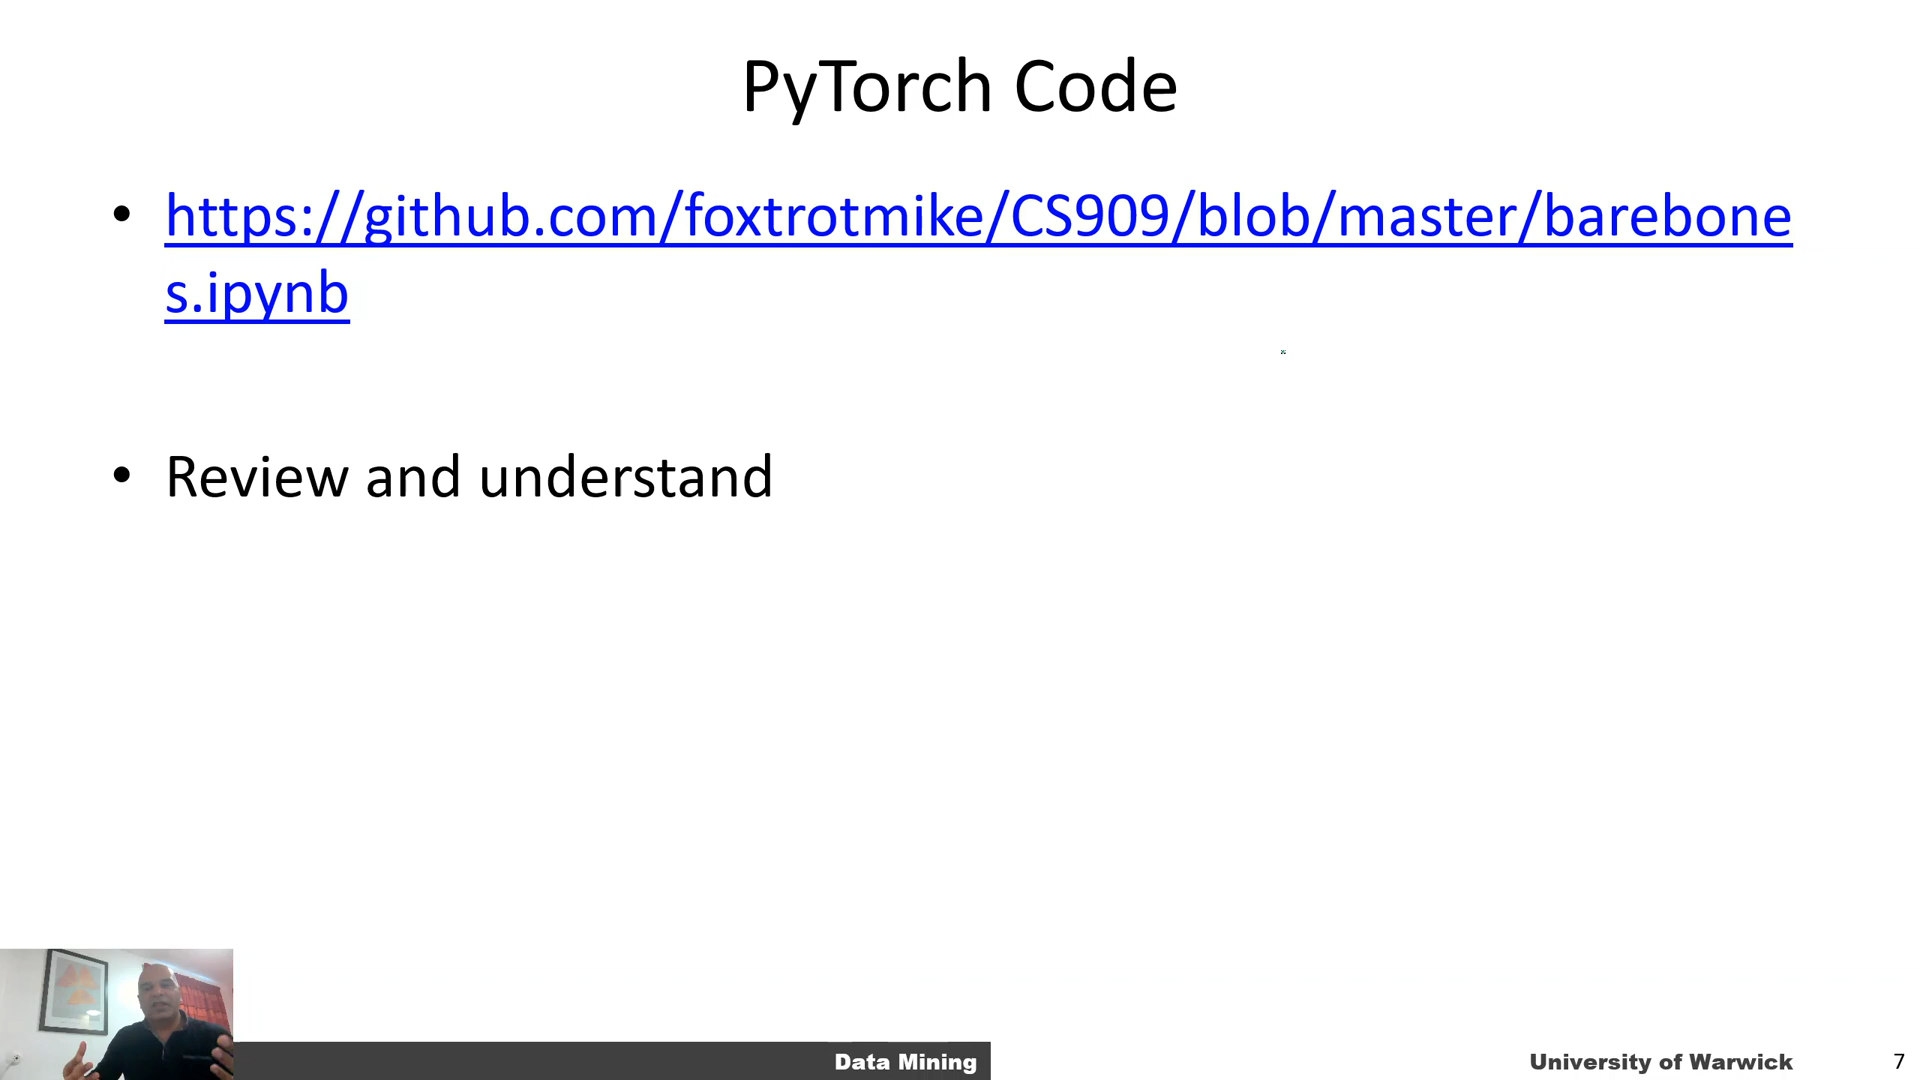 PyTorch Code
• https://github.com/foxtrotmike/CS909/blob/master/barebone
s.ipynb
• Review and understand
Data Mining
University of Warwick
7